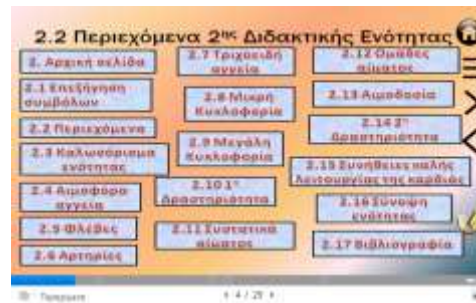 2.2 Περιεχόμενα 2ης Διδακτικής Ενότητας
2. Αρχική σελίδα
2.1 Επεξήγηση
συμβόλων
2.2 Περιεχόμενα
2.3 Καλωσόρισμα
ενότητας
2.4 Αιμοφόρα
αγγεία
2.5 Φλέβες
2.6 Αρτηρίες
2.7 Τριχοειδή
αγγεία
2.8 Μικρή
Κυκλοφορία
2.9 Μεγάλη
Κυκλοφορία
2.10 1η
Δραστηριότητα
2.11 Συστατικά
αίματος
2.12 Ομάδες
αίματος
2.13 Αιμοδοσία
2.14 2η
δραστηριότητα
2.15 Συνήθειες καλής
λειτουργίας της καρδιάς
2.16 Σύνοψη
ενότητας
2.17 Βιβλιογραφία
4 / 25